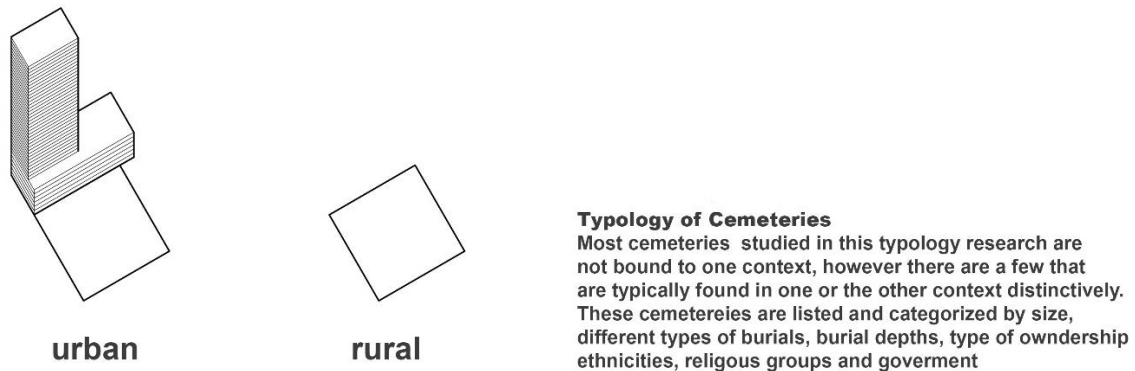 urban
rural
Typology of Cemeteries
Most cemeteries studied in this typology research are
not bound to one context, however there are a few that
are typically found in one or the other context distinctively.
These cemetereies are listed and categorized by size,
different types of burials, burial depths, type of owndership
ethnicities, religous groups and goverment